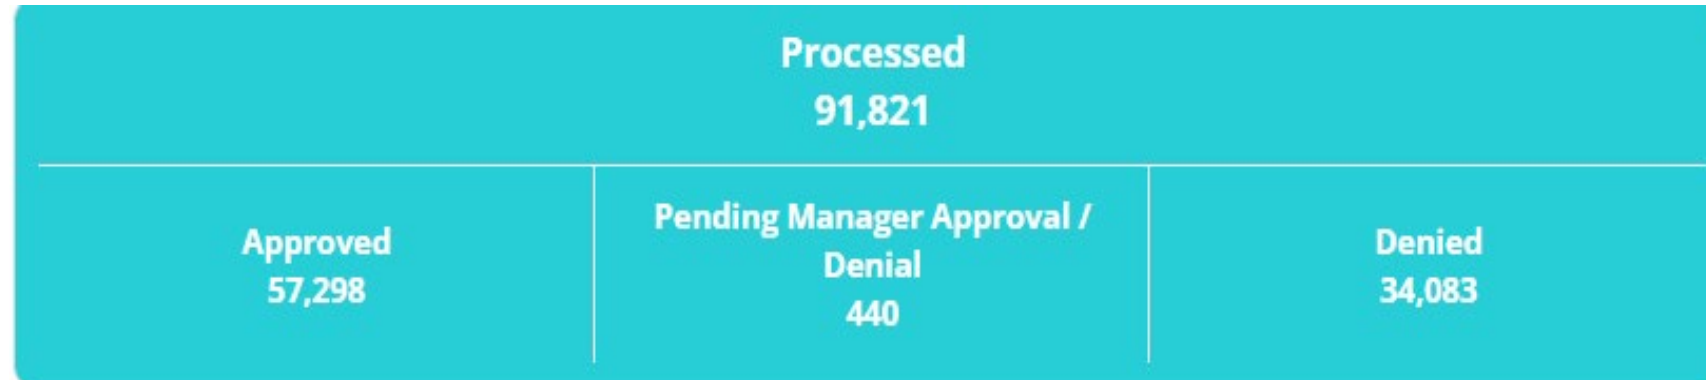 Processed
91,821
Approved
57,298
Pending Manager Approval /
Denial
440
Denied
34,083